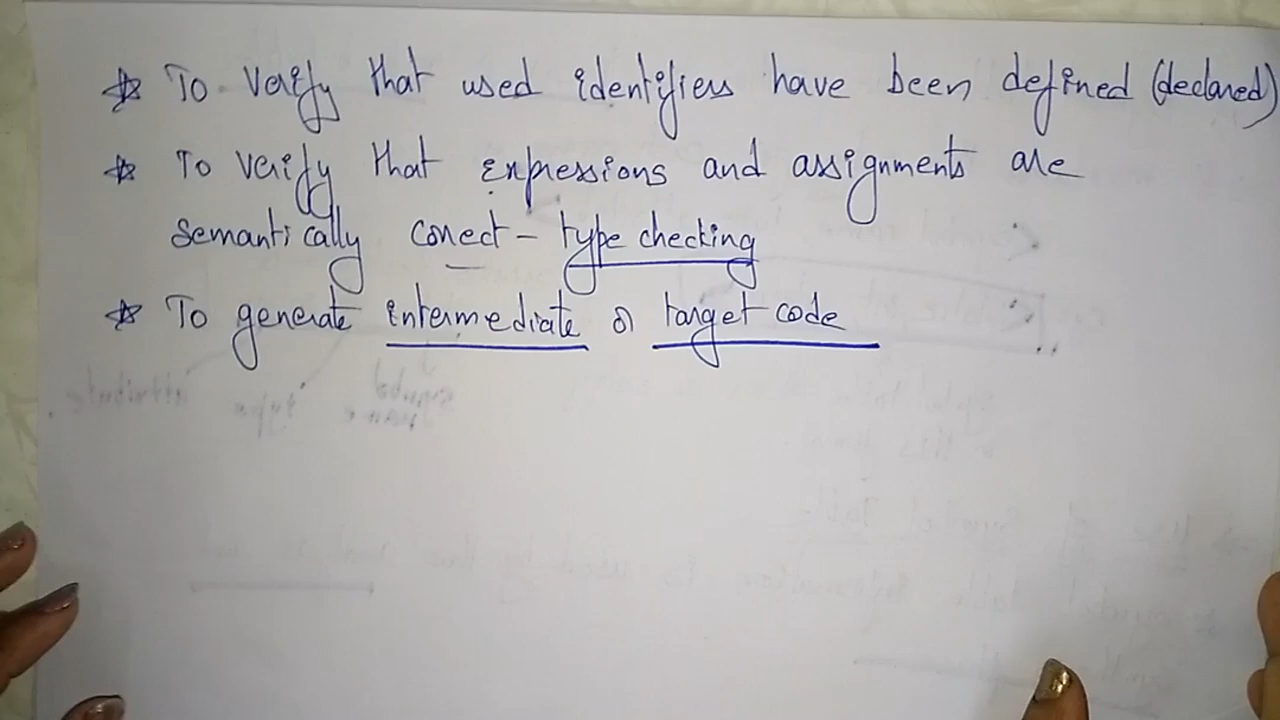 ☆ To verify that used identifiers have been defined (declared)
☆ To verify that expressions and assignments are
semantically correct - type checking
☆ To generate intermediate or target code